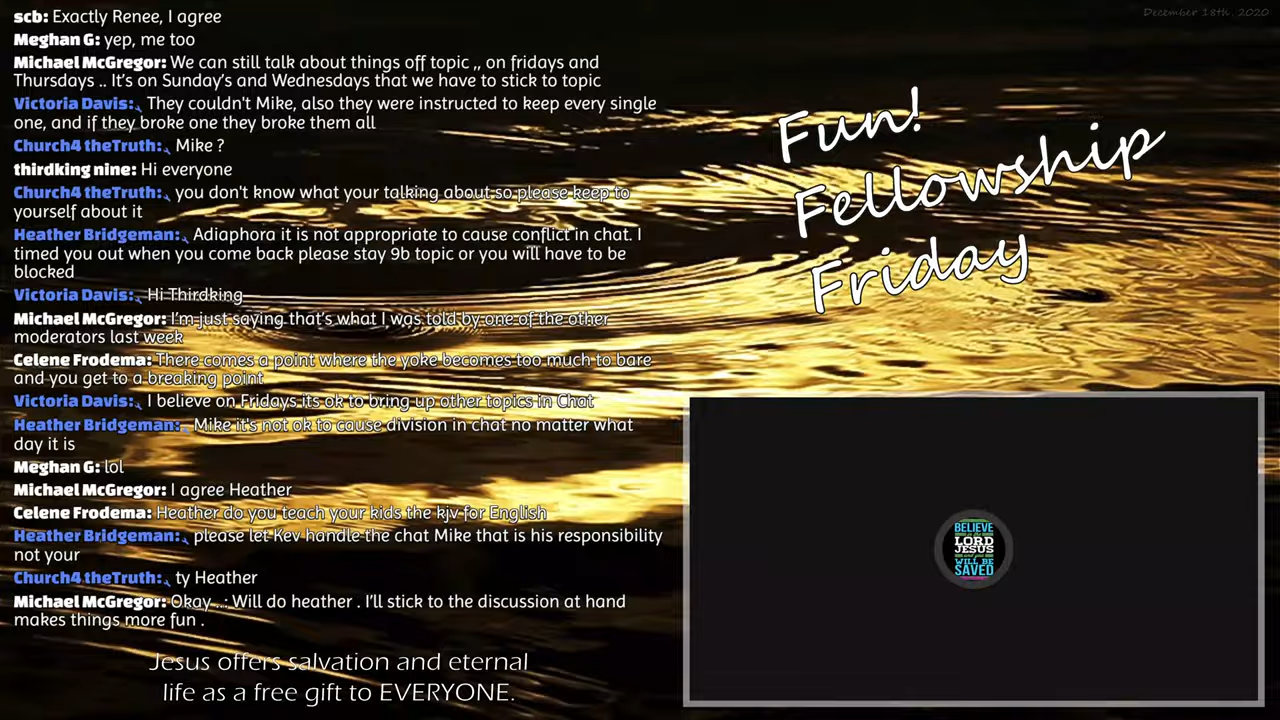 scb: Exactly Renee, I agree
Meghan G: yep, me too
Michael McGregor: We can still talk about things off topic ,, on fridays and
Thursdays .. It's on Sunday's and Wednesdays that we have to stick to topic
Victoria Davis: They couldn't Mike, also they were instructed to keep every single
one, and if they broke one they broke them all
Church4 theTruth: Mike ?
thirdking nine: Hi everyone
Church4 theTruth: you don't know what your talking about so please keep to
yourself about it
Heather Bridgeman: Adiaphora it is not appropriate to cause conflict in chat. I
timed you out when you come back please stay 9b topic or you will have to be
blocked
Victoria Davis: Hi Thirdking
Michael McGregor: I'm just saying that's what I was told by one of the other
moderators last week
Celene Frodema: There comes a point where the yoke becomes too much to bare
and you get to a breaking point
Victoria Davis: I believe on Fridays its ok to bring up other topics in Chat
Heather Bridgeman: Mike it's not ok to cause division in chat no matter what
day it is
Meghan G: lol
Michael McGregor: I agree Heather
Celene Frodema: Heather do you teach your kids the kjv for English
Heather Bridgeman: please let Kev handle the chat Mike that is his responsibility
not your
Church4 theTruth: ty Heather
Michael McGregor: Okay ..: Will do heather . I'll stick to the discussion at hand
makes things more fun .
Jesus offers salvation and eternal
life as a free gift to EVERYONE.
December 18th, 2020
Fun!
Fellowship
Friday
BELIEVE
LORD
JESUS
WILL BE
SAVED